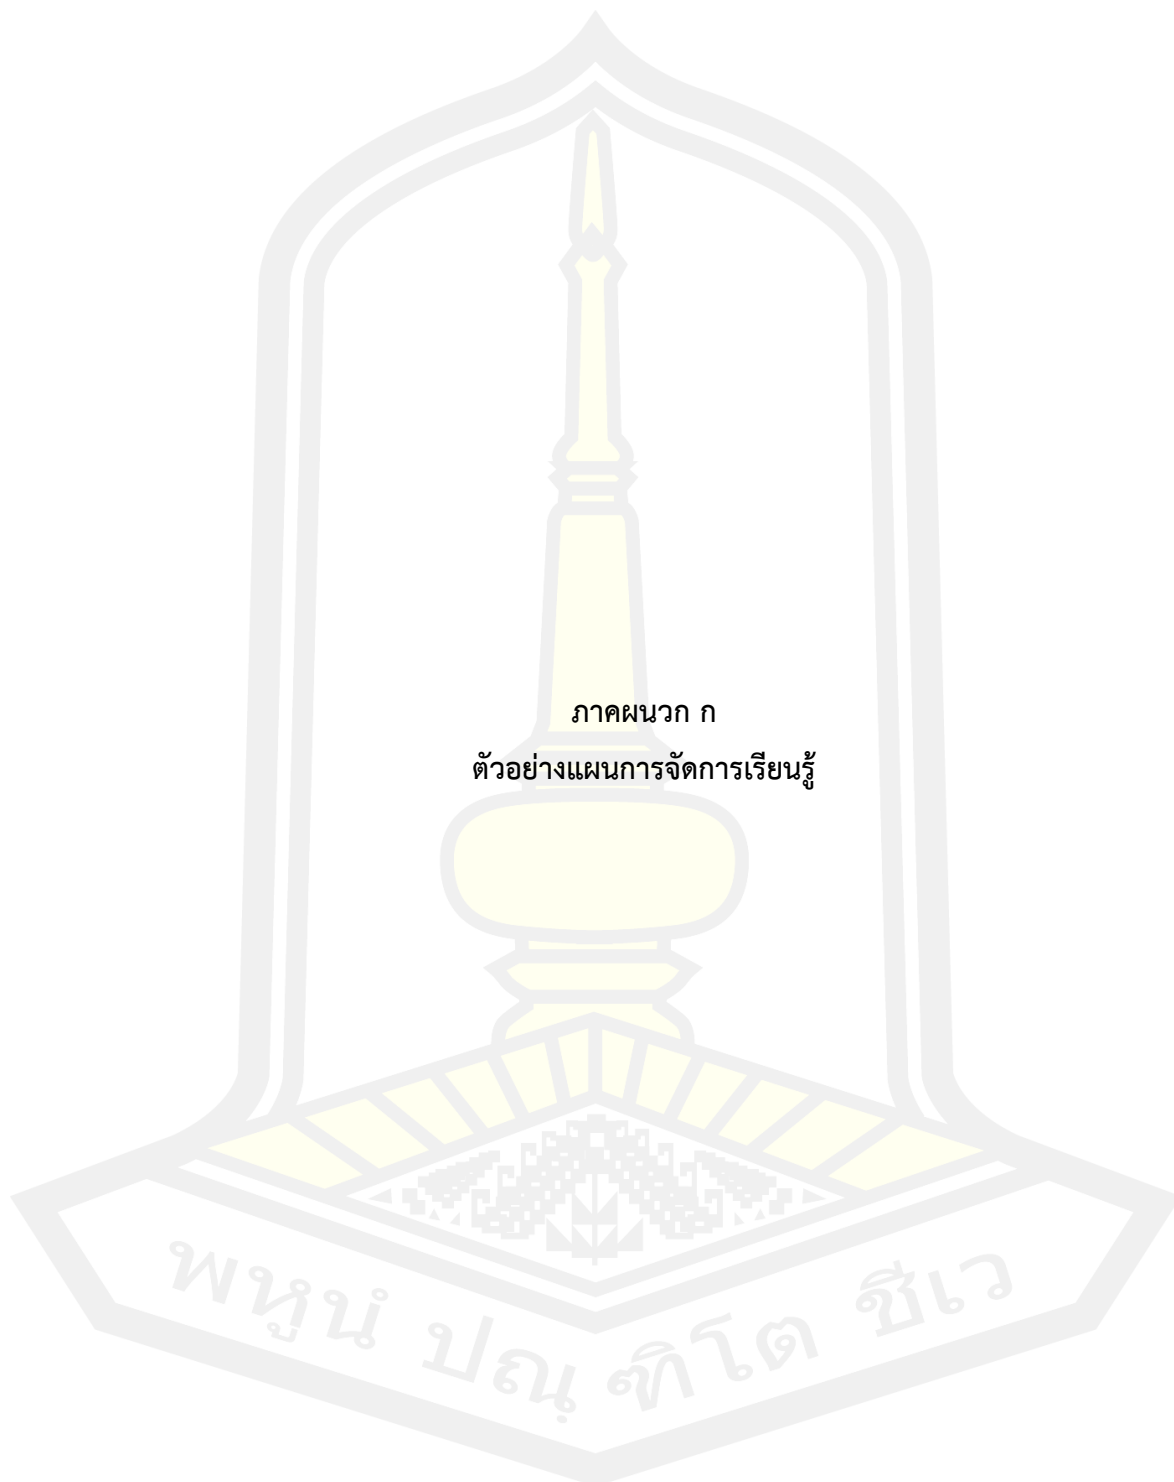 ภาคผนวก ก
ตัวอย่างแผนการจัดการเรียนรู้
พหูนํ ปณฺฑิโต ชีเว